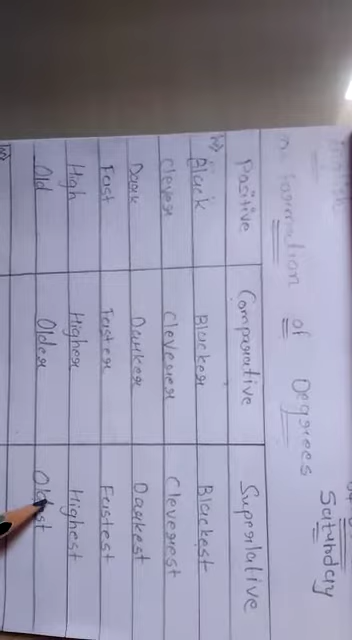 Saturday
Formation of Degrees
Positive Comparative Superlative
Black Blacker Blackest
Clever Cleverer Cleverest
Dark Darker Darkest
Fast Faster Fastest
High Higher Highest
Old Older Oldest